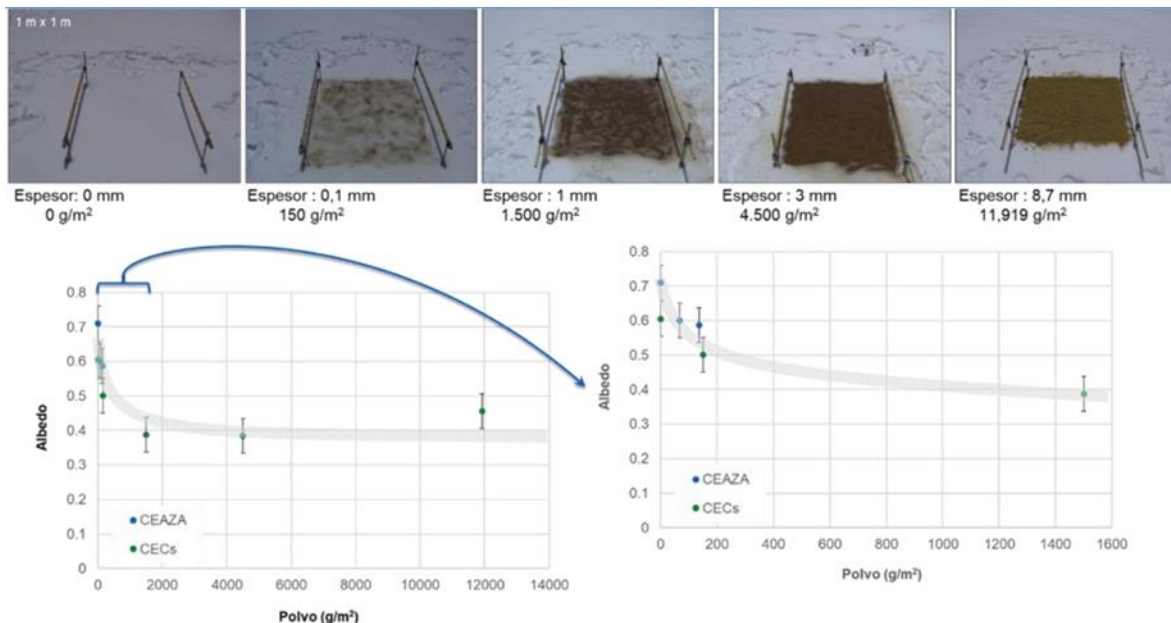 1 m x 1 m
Espesor: 0 mm
0 g/m²
Espesor : 0,1 mm
150 g/m²
Espesor : 1 mm
1.500 g/m²
Espesor : 3 mm
4.500 g/m²
Espesor : 8,7 mm
11,919 g/m²
0.8
0.7
0.6
0.5
0.4
0.3
0.2
0.1
0
Albedo
CEAZA
CECs
0 2000 4000 6000 8000 10000 12000 14000
Polvo (g/m²)
0.8
0.7
0.6
0.5
0.4
0.3
0.2
0.1
0
Albedo
CEAZA
CECs
0 200 400 600 800 1000 1200 1400 1600
Polvo (g/m²)